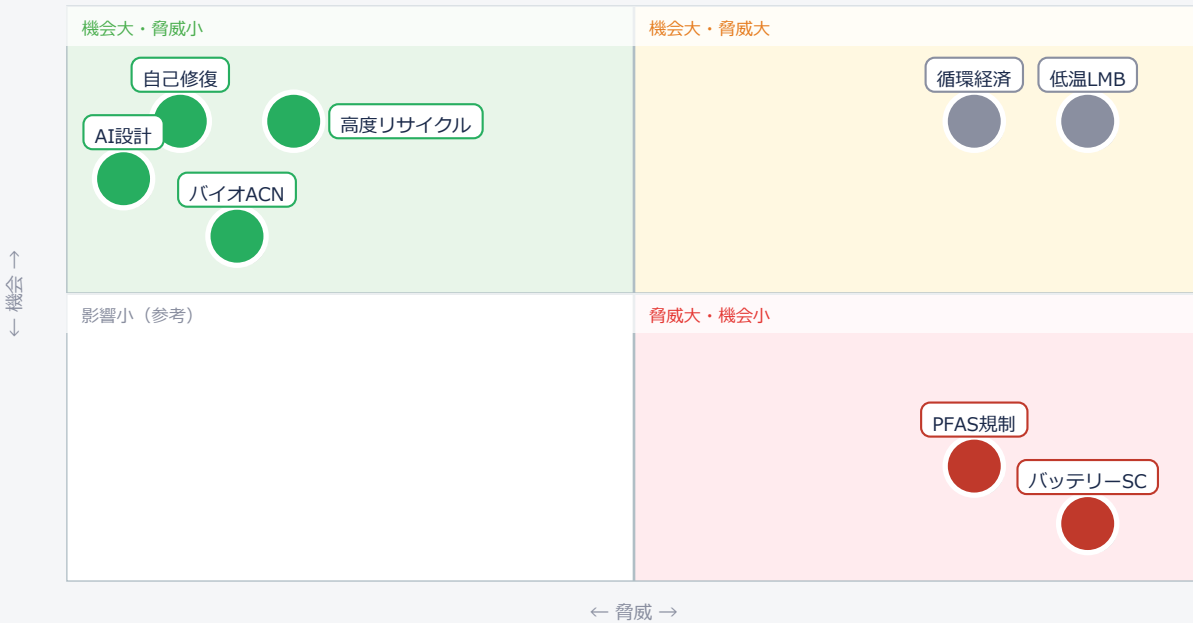 機会大・脅威小
機会大・脅威大
自己修復
循環経済
低温LMB
AI設計
高度リサイクル
バイオACN
← 機会 →
影響小（参考）
脅威大・機会小
PFAS規制
バッテリーSC
← 脅威 →